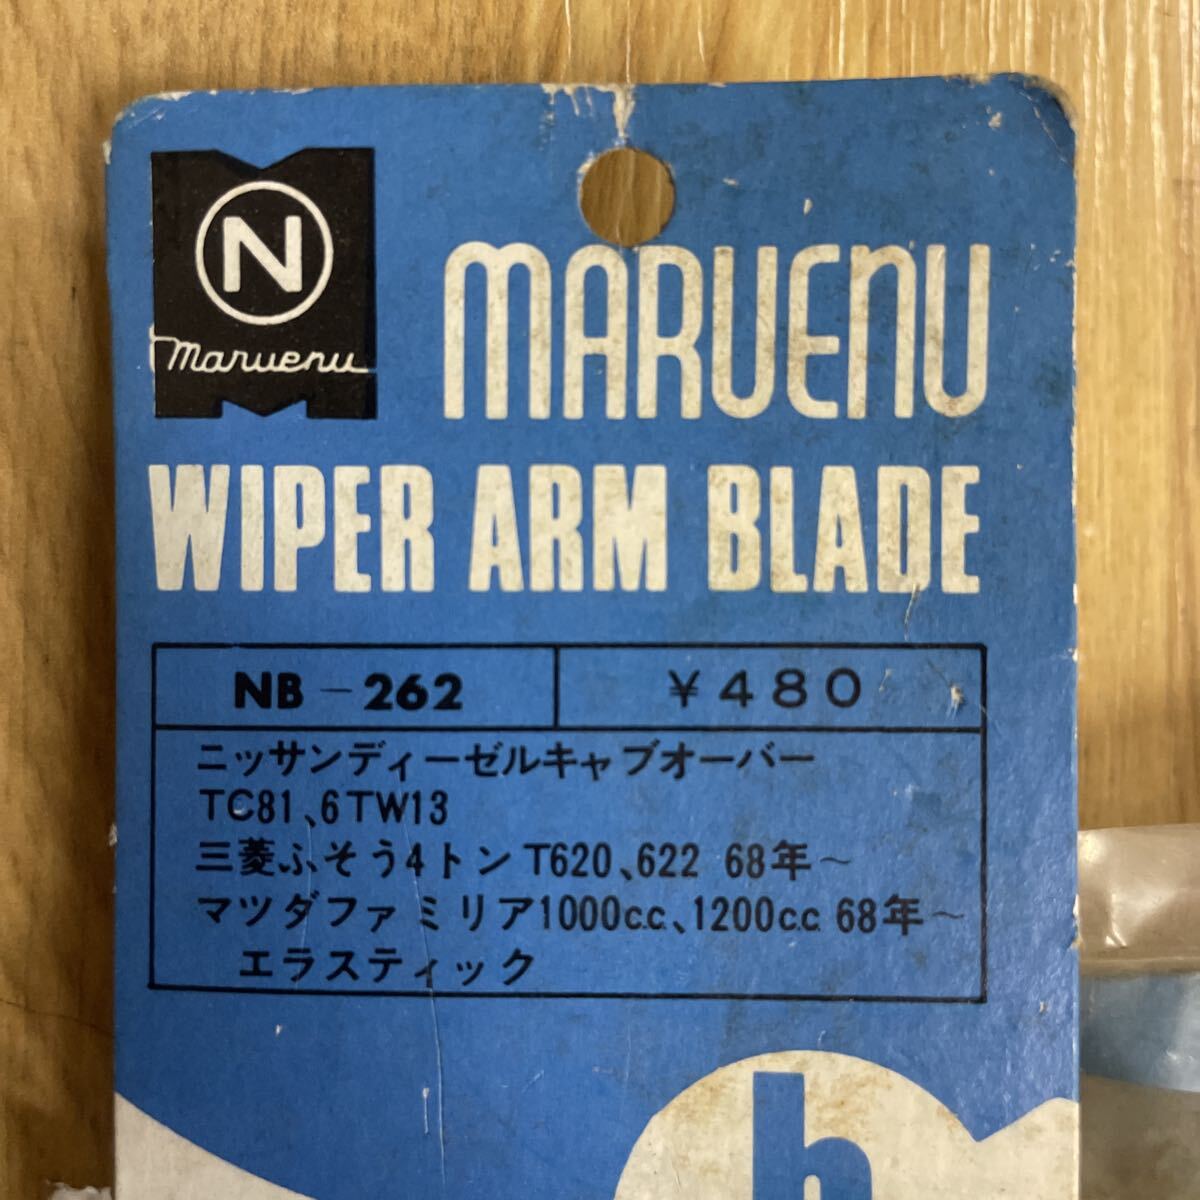 N
maruenu
MARUENU
WIPER ARM BLADE
NB-262
¥480
ニッサンディーゼルキャブオーバー
TC81、6TW13
三菱ふそう4トンT620、622 68年~
マツダファミリア1000c.c.、1200c.c. 68年~
エラスティック
b